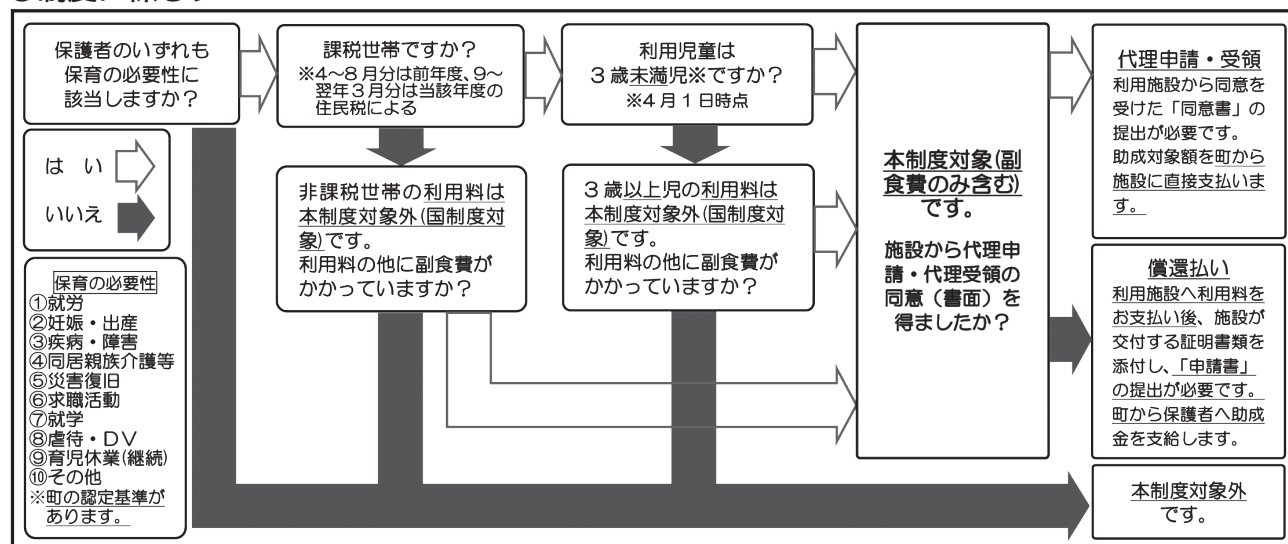 保護者のいずれも
保育の必要性に
該当しますか？
は　い
いいえ
保育の必要性
①就労
②妊娠・出産
③疾病・障害
④同居親族介護等
⑤災害復旧
⑥求職活動
⑦就学
⑧虐待・ＤＶ
⑨育児休業(継続)
⑩その他
※町の認定基準が
あります。
課税世帯ですか？
※４～８月分は前年度、９～
翌年３月分は当該年度の
住民税による
非課税世帯の利用料は
本制度対象外(国制度対
象)です。
利用料の他に副食費が
かかっていますか？
利用児童は
３歳未満児※ですか？
※４月１日時点
３歳以上児の利用料は
本制度対象外(国制度対
象)です。
利用料の他に副食費が
かかっていますか？
本制度対象(副
食費のみ含む)
です。
施設から代理申
請・代理受領の
同意（書面）を
得ましたか？
代理申請・受領
利用施設から同意を
受けた「同意書」の
提出が必要です。
助成対象額を町から
施設に直接支払いま
す。
償還払い
利用施設へ利用料を
お支払い後、施設が
交付する証明書類を
添付し、「申請書」
の提出が必要です。
町から保護者へ助成
金を支給します。
本制度対象外
です。